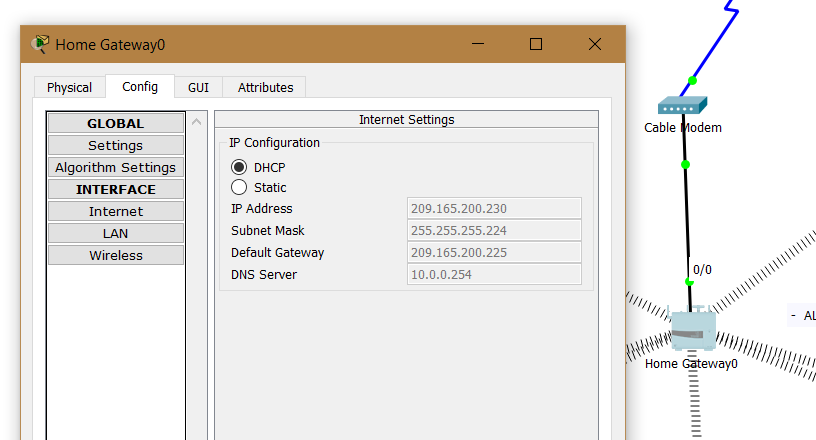 Home Gateway0
Physical Config GUI Attributes
GLOBAL
Settings
Algorithm Settings
INTERFACE
Internet
LAN
Wireless
Internet Settings
IP Configuration
DHCP
Static
IP Address 209.165.200.230
Subnet Mask 255.255.255.224
Default Gateway 209.165.200.225
DNS Server 10.0.0.254
Cable Modem
0/0
Home Gateway0
- AL